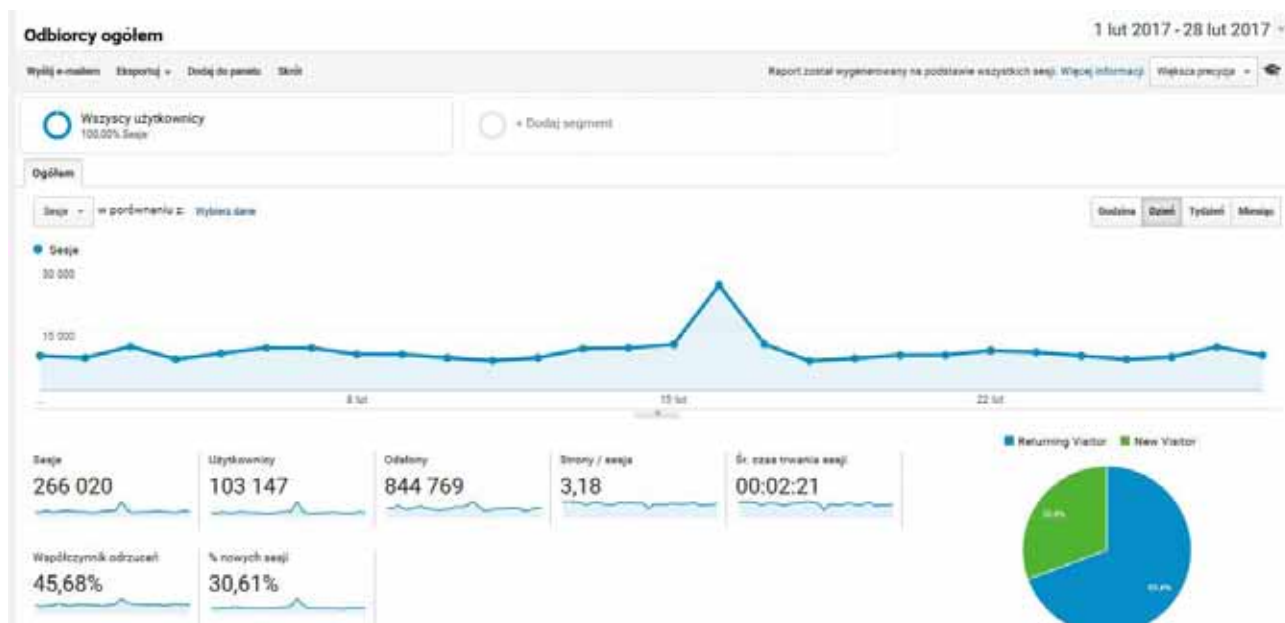 Odbiorcy ogółem
1 lut 2017 - 28 lut 2017
Wyślij e-mailem Eksportuj Dodaj do panelu Skrót
Raport został wygenerowany na podstawie wszystkich sesji. Więcej informacji Większa precyzja
Wszyscy użytkownicy
100,00% Sesje
+ Dodaj segment
Ogółem
Sesje w porównaniu z: Wybierz dane
Godzina Dzień Tydzień Miesiąc
Sesje
30 000
15 000
...
8 lut
15 lut
22 lut
Returning Visitor New Visitor
Sesje
266 020
Użytkownicy
103 147
Odsłony
844 769
Strony / sesja
3,18
Śr. czas trwania sesji
00:02:21
Współczynnik odrzuceń
45,68%
% nowych sesji
30,61%